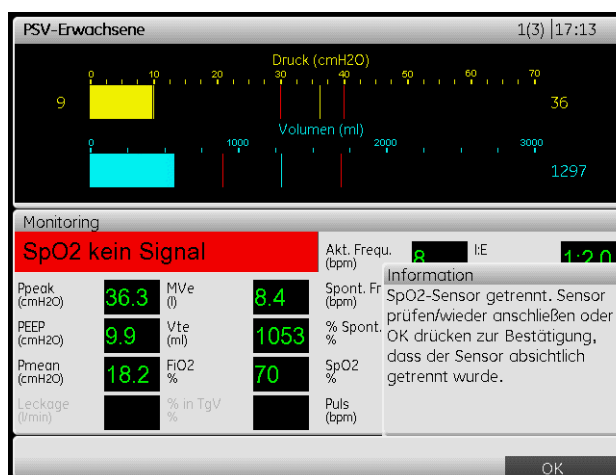 PSV-Erwachsene 1(3) |17:13
Druck (cmH2O)
0 10 20 30 40 50 60 70
9 36
Volumen (ml)
0 1000 2000 3000
1297
Monitoring
SpO2 kein Signal
Akt. Frequ. (bpm) 8 I:E 1:2.0
Ppeak (cmH2O) 36.3 MVe (l) 8.4 Spont. Fr (bpm)
PEEP (cmH2O) 9.9 Vte (ml) 1053 % Spont. %
Pmean (cmH2O) 18.2 FiO2 % 70 SpO2 %
Leckage (l/min) % in TgV % Puls (bpm)
Information
SpO2-Sensor getrennt. Sensor
prüfen/wieder anschließen oder
OK drücken zur Bestätigung,
dass der Sensor absichtlich
getrennt wurde.
OK